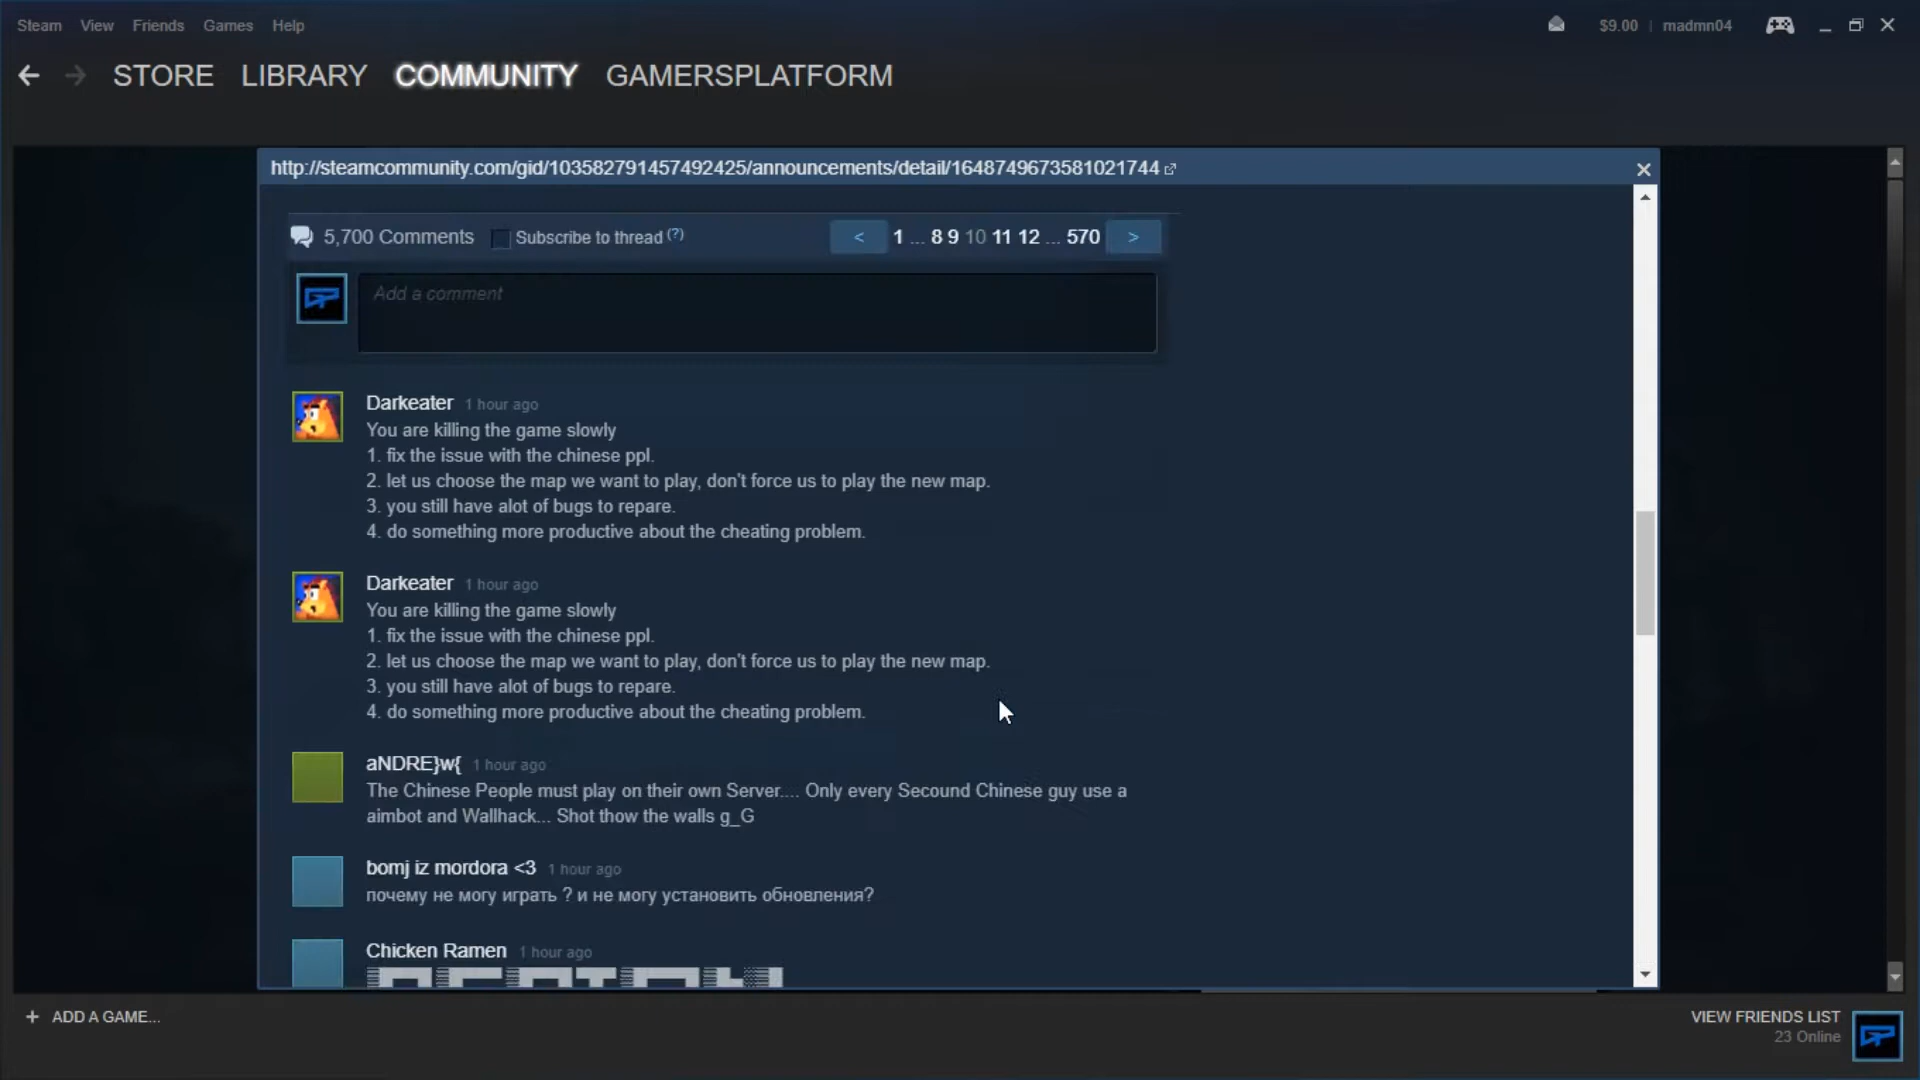 Steam View Friends Games Help
$9.00 | madmn04
STORE LIBRARY COMMUNITY GAMERSPLATFORM
http://steamcommunity.com/gid/103582791457492425/announcements/detail/1648749673581021744
5,700 Comments Subscribe to thread (?)
< 1 ... 8 9 10 11 12 ... 570 >
Add a comment
Darkeater 1 hour ago
You are killing the game slowly
1. fix the issue with the chinese ppl.
2. let us choose the map we want to play, don't force us to play the new map.
3. you still have alot of bugs to repare.
4. do something more productive about the cheating problem.
Darkeater 1 hour ago
You are killing the game slowly
1. fix the issue with the chinese ppl.
2. let us choose the map we want to play, don't force us to play the new map.
3. you still have alot of bugs to repare.
4. do something more productive about the cheating problem.
aNDRE}w{ 1 hour ago
The Chinese People must play on their own Server.... Only every Secound Chinese guy use a
aimbot and Wallhack... Shot thow the walls g_G
bomj iz mordora <3 1 hour ago
почему не могу играть ? и не могу установить обновления?
Chicken Ramen 1 hour ago
+ ADD A GAME...
VIEW FRIENDS LIST
23 Online